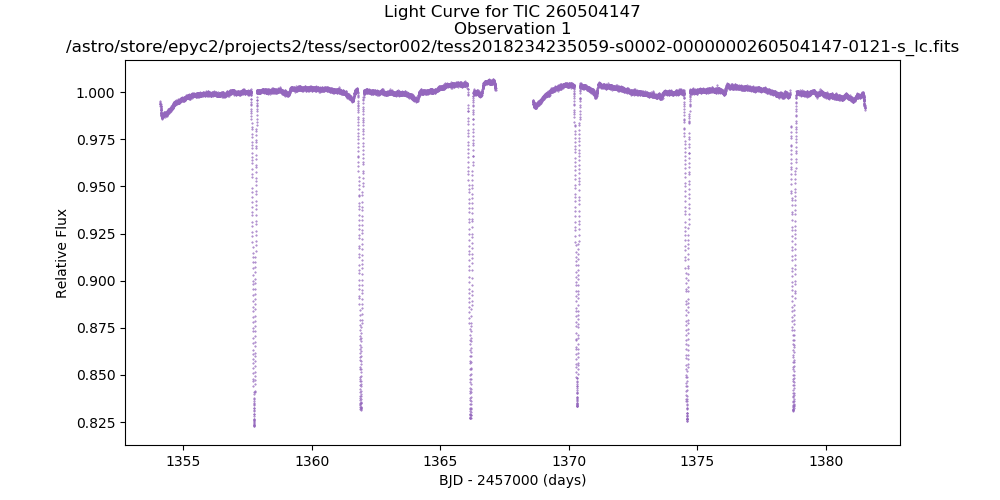 Light Curve for TIC 260504147
Observation 1
/astro/store/epyc2/projects2/tess/sector002/tess2018234235059-s0002-0000000260504147-0121-s_lc.fits
1.000
0.975
0.950
0.925
0.900
0.875
0.850
0.825
Relative Flux
1355
1360
1365
1370
1375
1380
BJD - 2457000 (days)